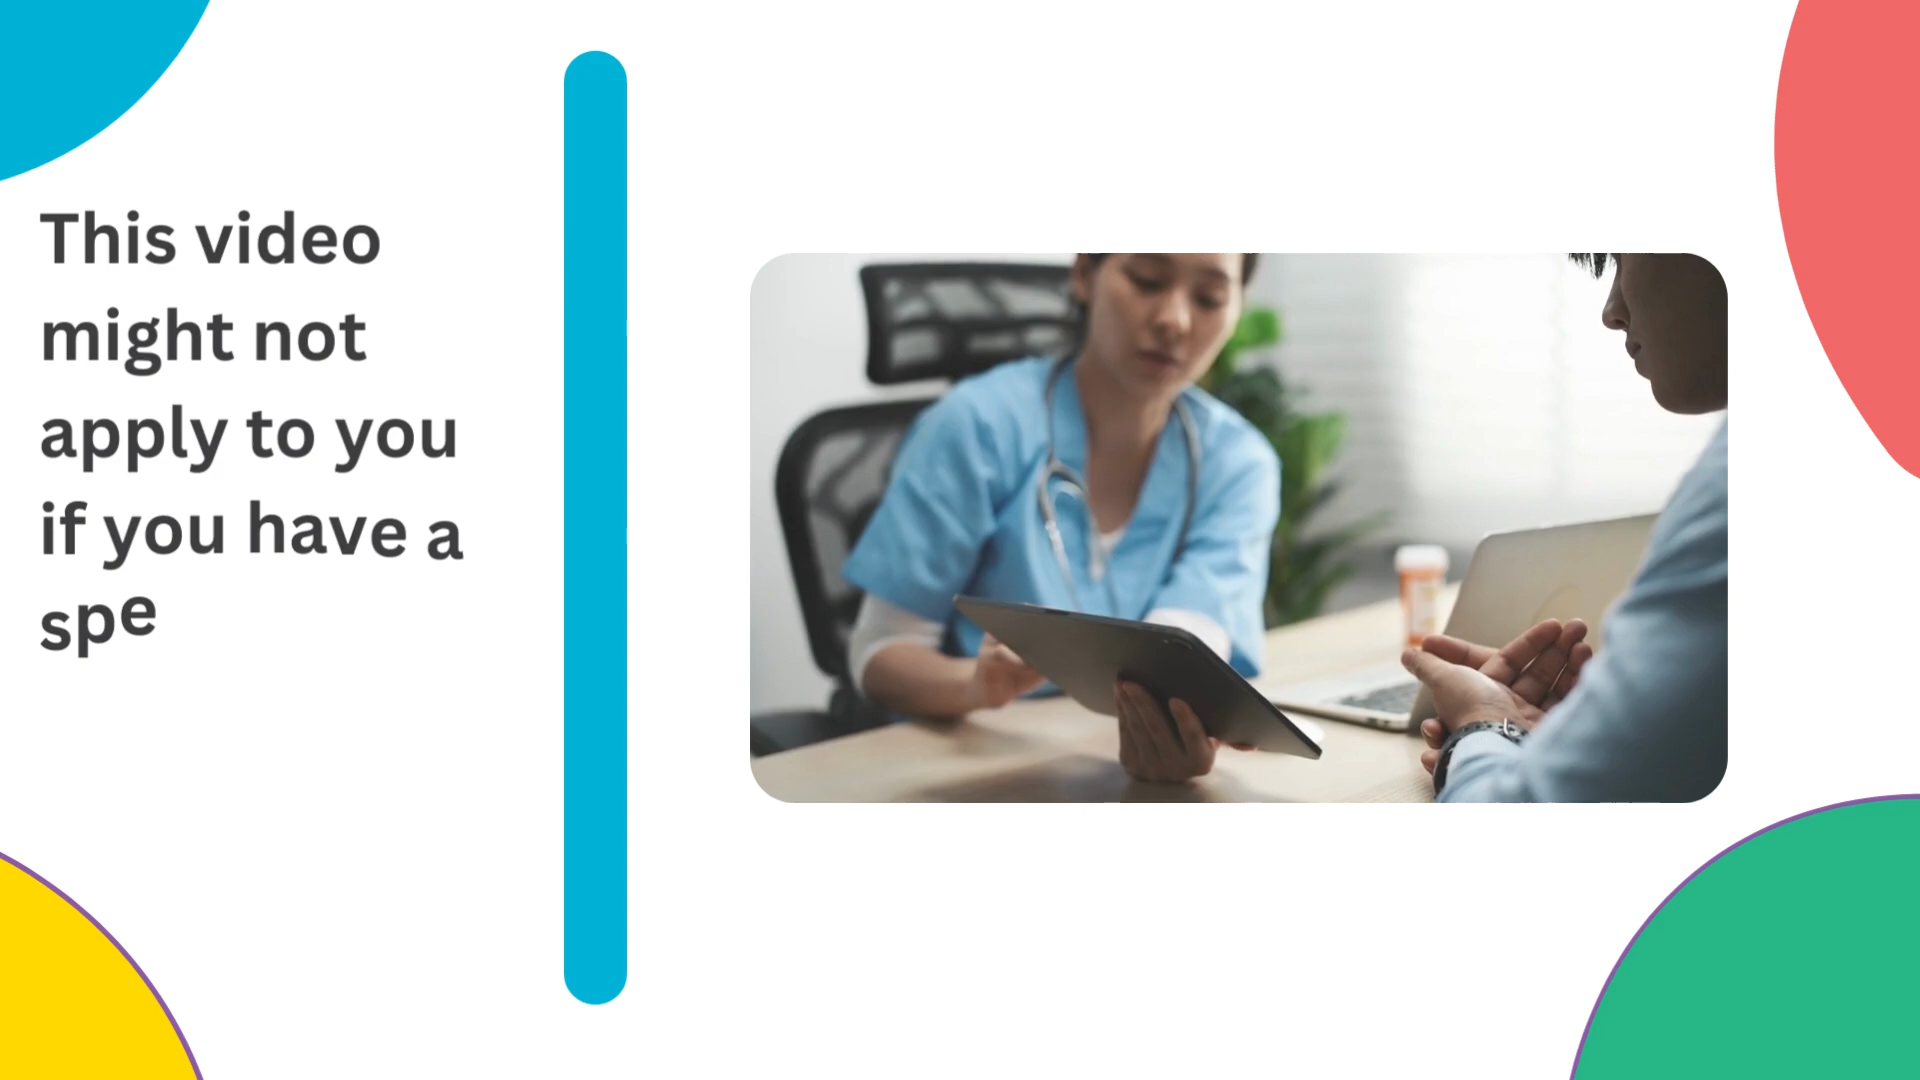 This video
might not
apply to you
if you have a
spe